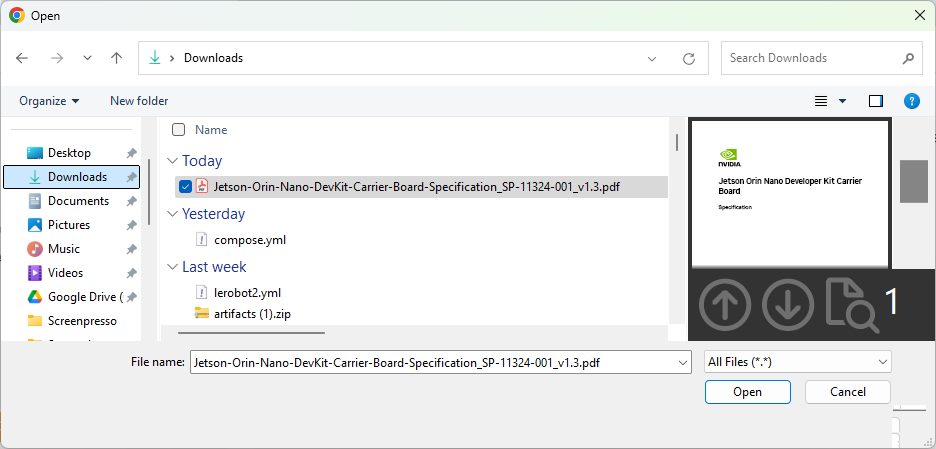 Open
Downloads
Search Downloads
Organize
New folder
?
Name
Desktop
Downloads
Documents
Pictures
Music
Videos
Google Drive (
Screenpresso
Today
Jetson-Orin-Nano-DevKit-Carrier-Board-Specification_SP-11324-001_v1.3.pdf
Yesterday
compose.yml
Last week
lerobot2.yml
artifacts (1).zip
NVIDIA
Jetson Orin Nano Developer Kit Carrier
Board
Specification
1
File name:
Jetson-Orin-Nano-DevKit-Carrier-Board-Specification_SP-11324-001_v1.3.pdf
All Files (*.*)
Open
Cancel